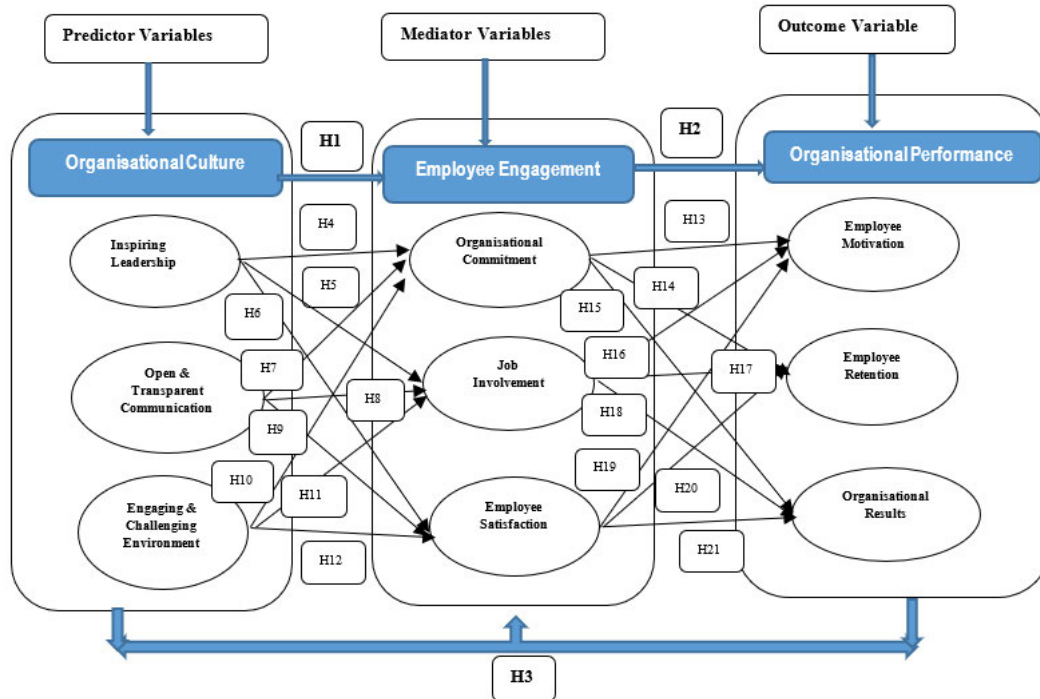 Predictor Variables
Mediator Variables
Outcome Variable
H1
H2
Organisational Culture
Employee Engagement
Organisational Performance
H4
H13
Inspiring
Leadership
Organisational
Commitment
Employee
Motivation
H5
H14
H6
H15
H7
H16
H17
Open &
Transparent
Communication
Job
Involvement
Employee
Retention
H8
H18
H9
H19
H10
H11
H20
Engaging &
Challenging
Environment
Employee
Satisfaction
Organisational
Results
H12
H21
H3